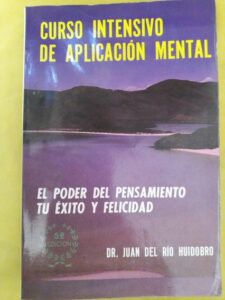 CURSO INTENSIVO
DE APLICACIÓN MENTAL
EL PODER DEL PENSAMIENTO
TU ÉXITO Y FELICIDAD
DR. JUAN DEL RÍO HUIDOBRO